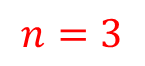 n = 3